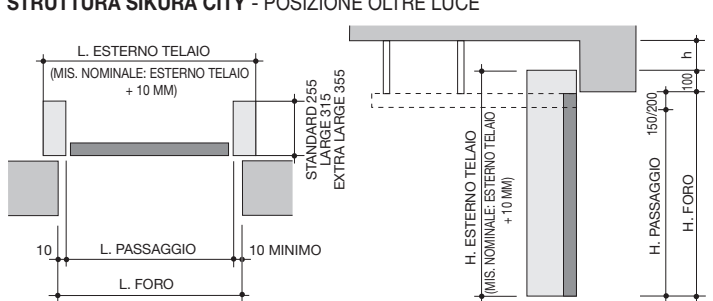 STRUTTURA SIKURA CITY - POSIZIONE OLTRE LUCE
L. ESTERNO TELAIO
(MIS. NOMINALE: ESTERNO TELAIO
+ 10 MM)
STANDARD 255
LARGE 315
EXTRA LARGE 355
10
L. PASSAGGIO
10 MINIMO
L. FORO
H. ESTERNO TELAIO
(MIS. NOMINALE: ESTERNO TELAIO
+ 10 MM)
h
100
150/200
H. PASSAGGIO
H. FORO